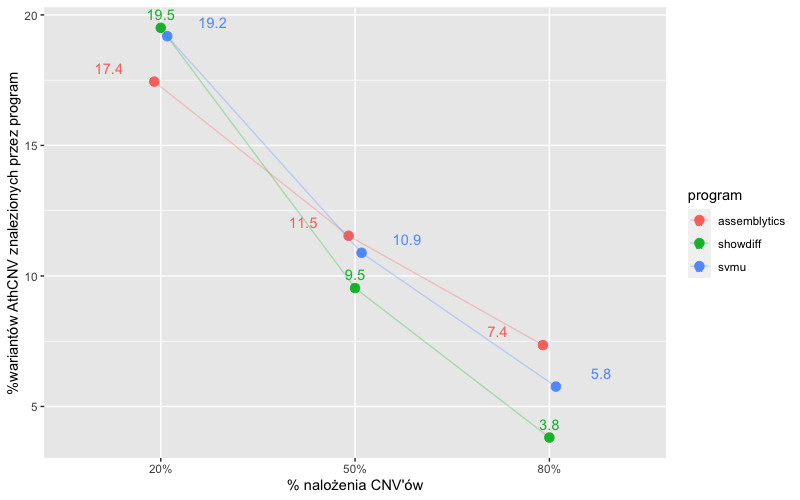 20
15
10
5
%wariantów AthCNV znalezionych przez program
19.5
19.2
17.4
11.5
10.9
9.5
7.4
5.8
3.8
20%
50%
80%
% nalożenia CNV'ów
program
assemblytics
showdiff
svmu